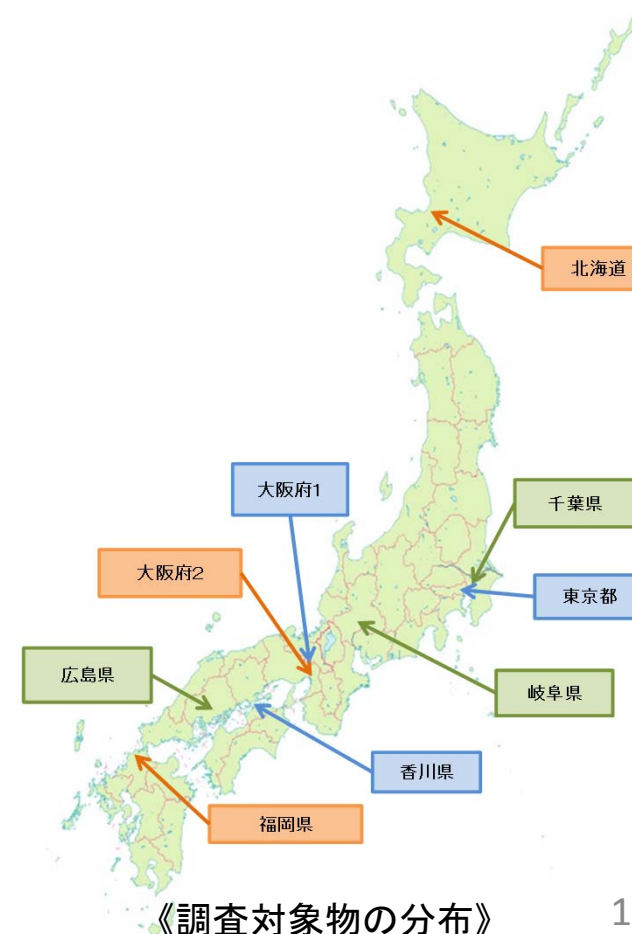 北海道
大阪府1
千葉県
大阪府2
東京都
広島県
岐阜県
香川県
福岡県
《調査対象物の分布》
1